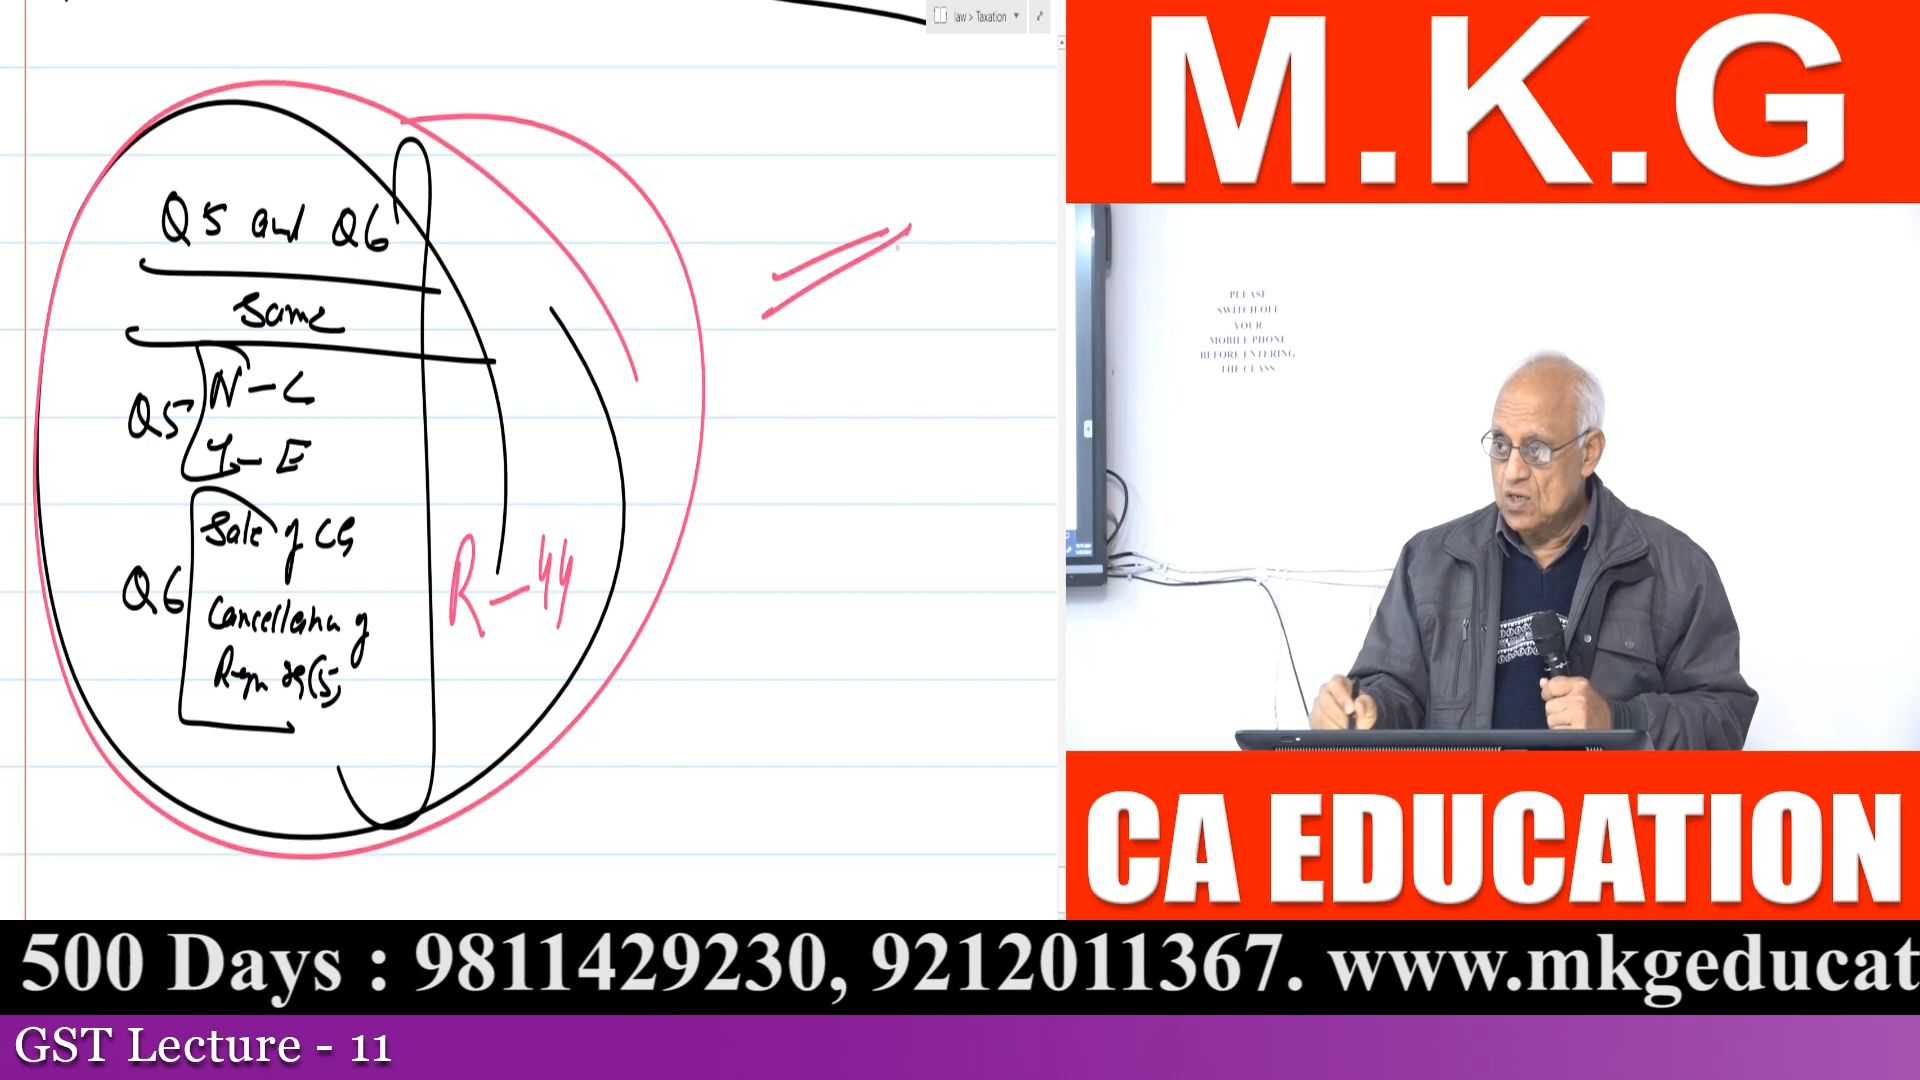 law > Taxation
Q5 and Q6
Same
Q5
N - C
Y - E
Q6
Sale of CG
Cancellation of
Regn 29(5)
R - 44
M.K.G
PLEASE
SWITCH OFF
YOUR
MOBILE PHONE
BEFORE ENTERING
THE CLASS
CA EDUCATION
500 Days : 9811429230, 9212011367. www.mkgeducat
GST Lecture - 11